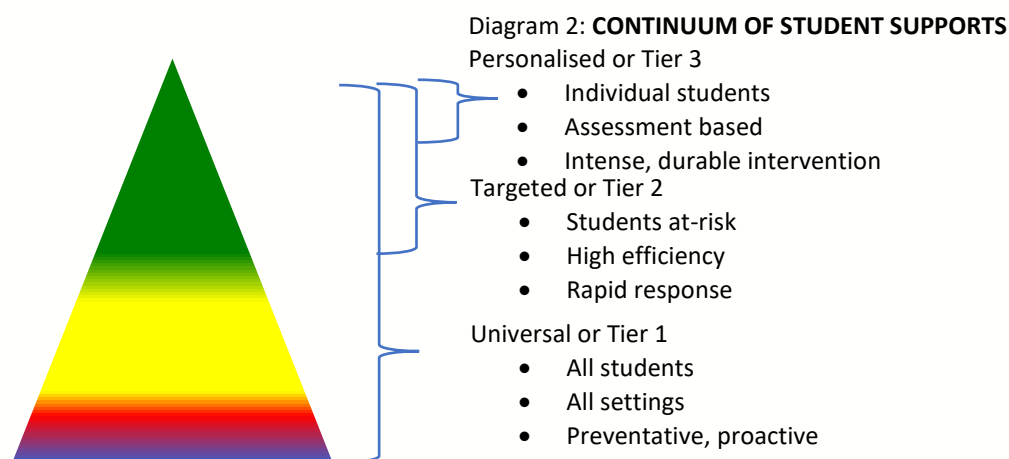 Diagram 2: CONTINUUM OF STUDENT SUPPORTS
Personalised or Tier 3
• Individual students
• Assessment based
• Intense, durable intervention
Targeted or Tier 2
• Students at-risk
• High efficiency
• Rapid response
Universal or Tier 1
• All students
• All settings
• Preventative, proactive